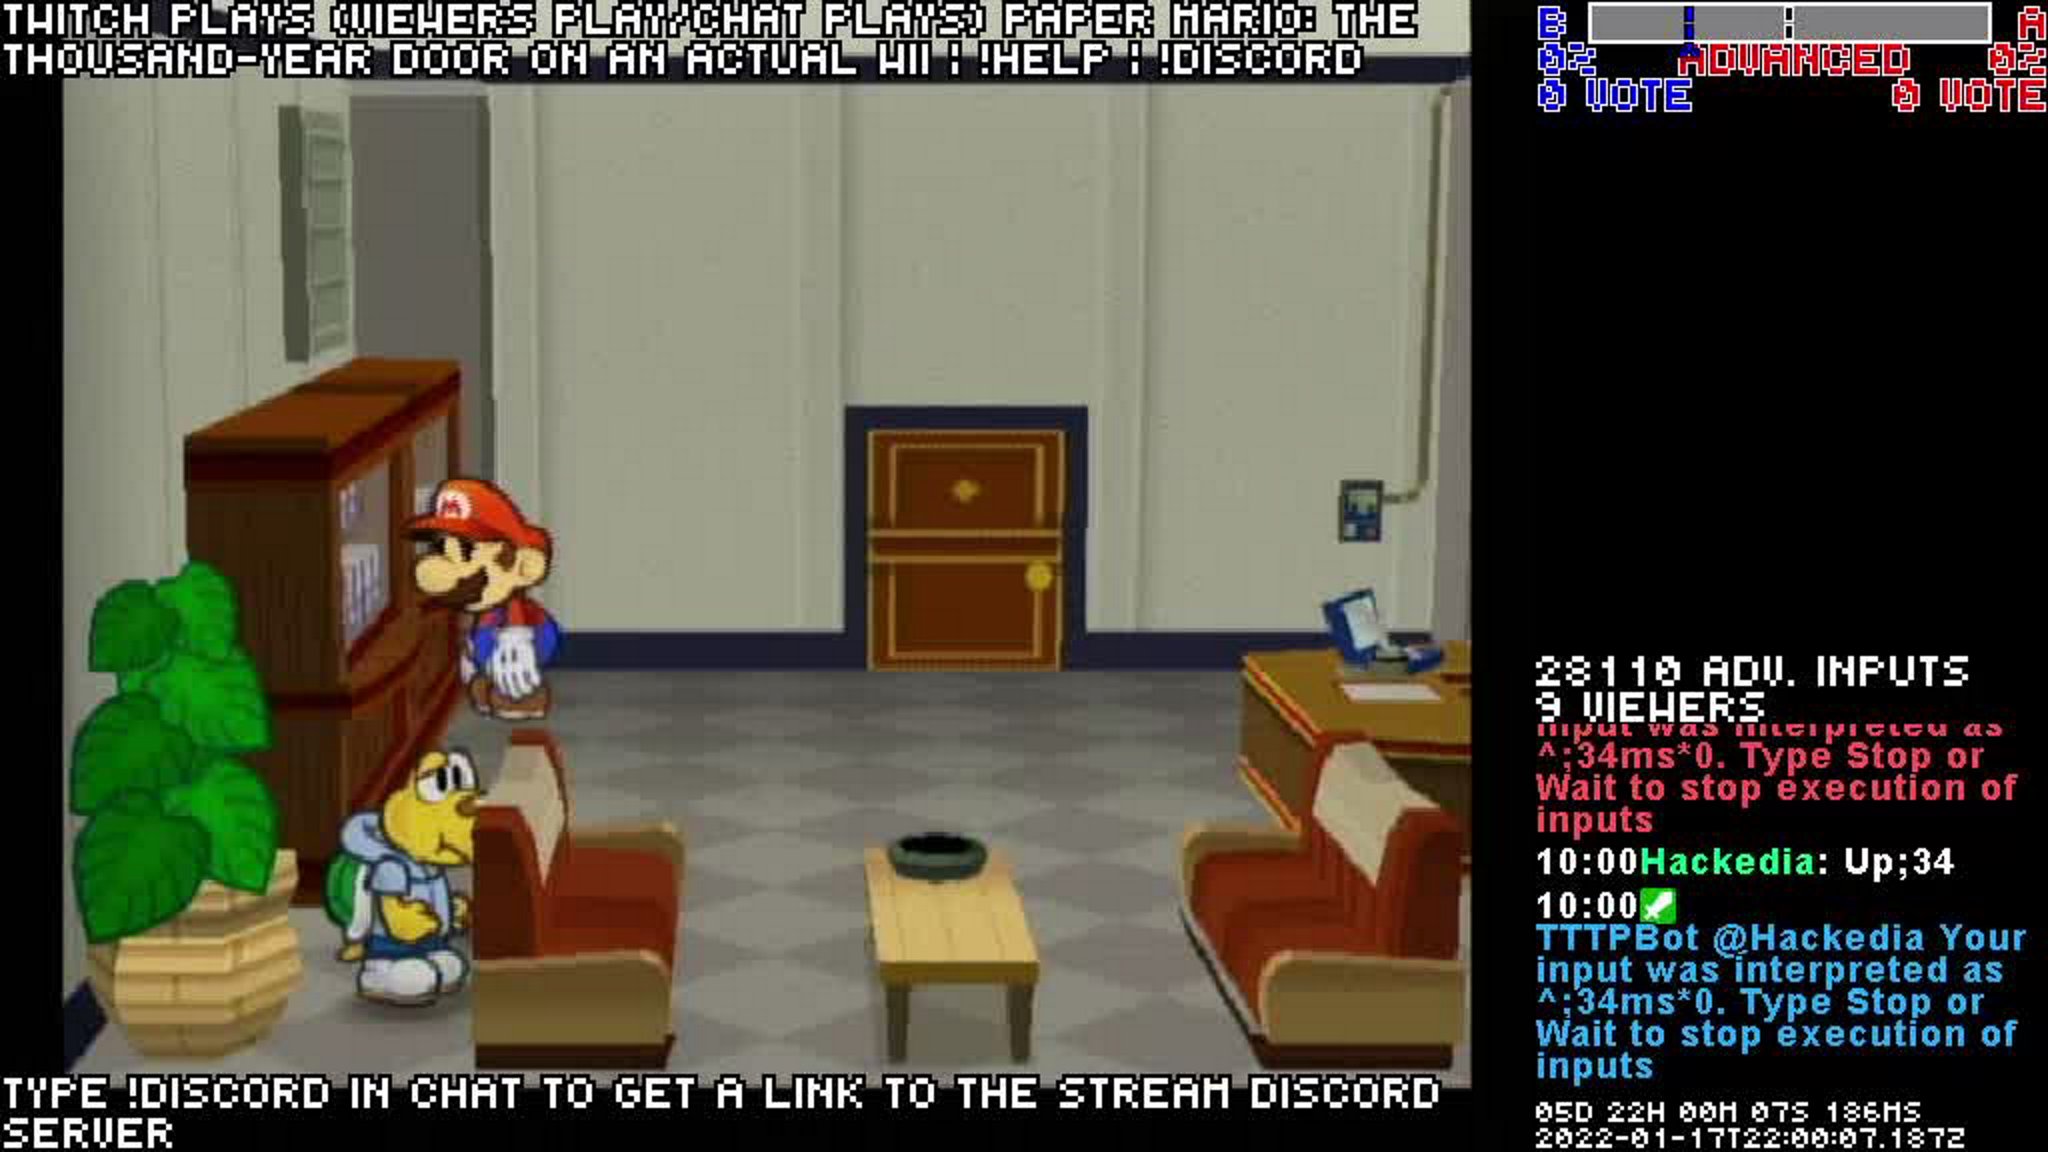 TWITCH PLAYS (VIEWERS PLAY/CHAT PLAYS) PAPER MARIO: THE
THOUSAND-YEAR DOOR ON AN ACTUAL WII ¦ !HELP ¦ !DISCORD
B A
0% ADVANCED 0%
0 VOTE 0 VOTE
M
28110 ADV. INPUTS
9 VIEWERS
input was interpreted as
^;34ms*0. Type Stop or
Wait to stop execution of
inputs
10:00Hackedia: Up;34
10:00
TTTPBot @Hackedia Your
input was interpreted as
^;34ms*0. Type Stop or
Wait to stop execution of
inputs
TYPE !DISCORD IN CHAT TO GET A LINK TO THE STREAM DISCORD
SERVER
05D 22H 00M 07S 186MS
2022-01-17T22:00:07.187Z